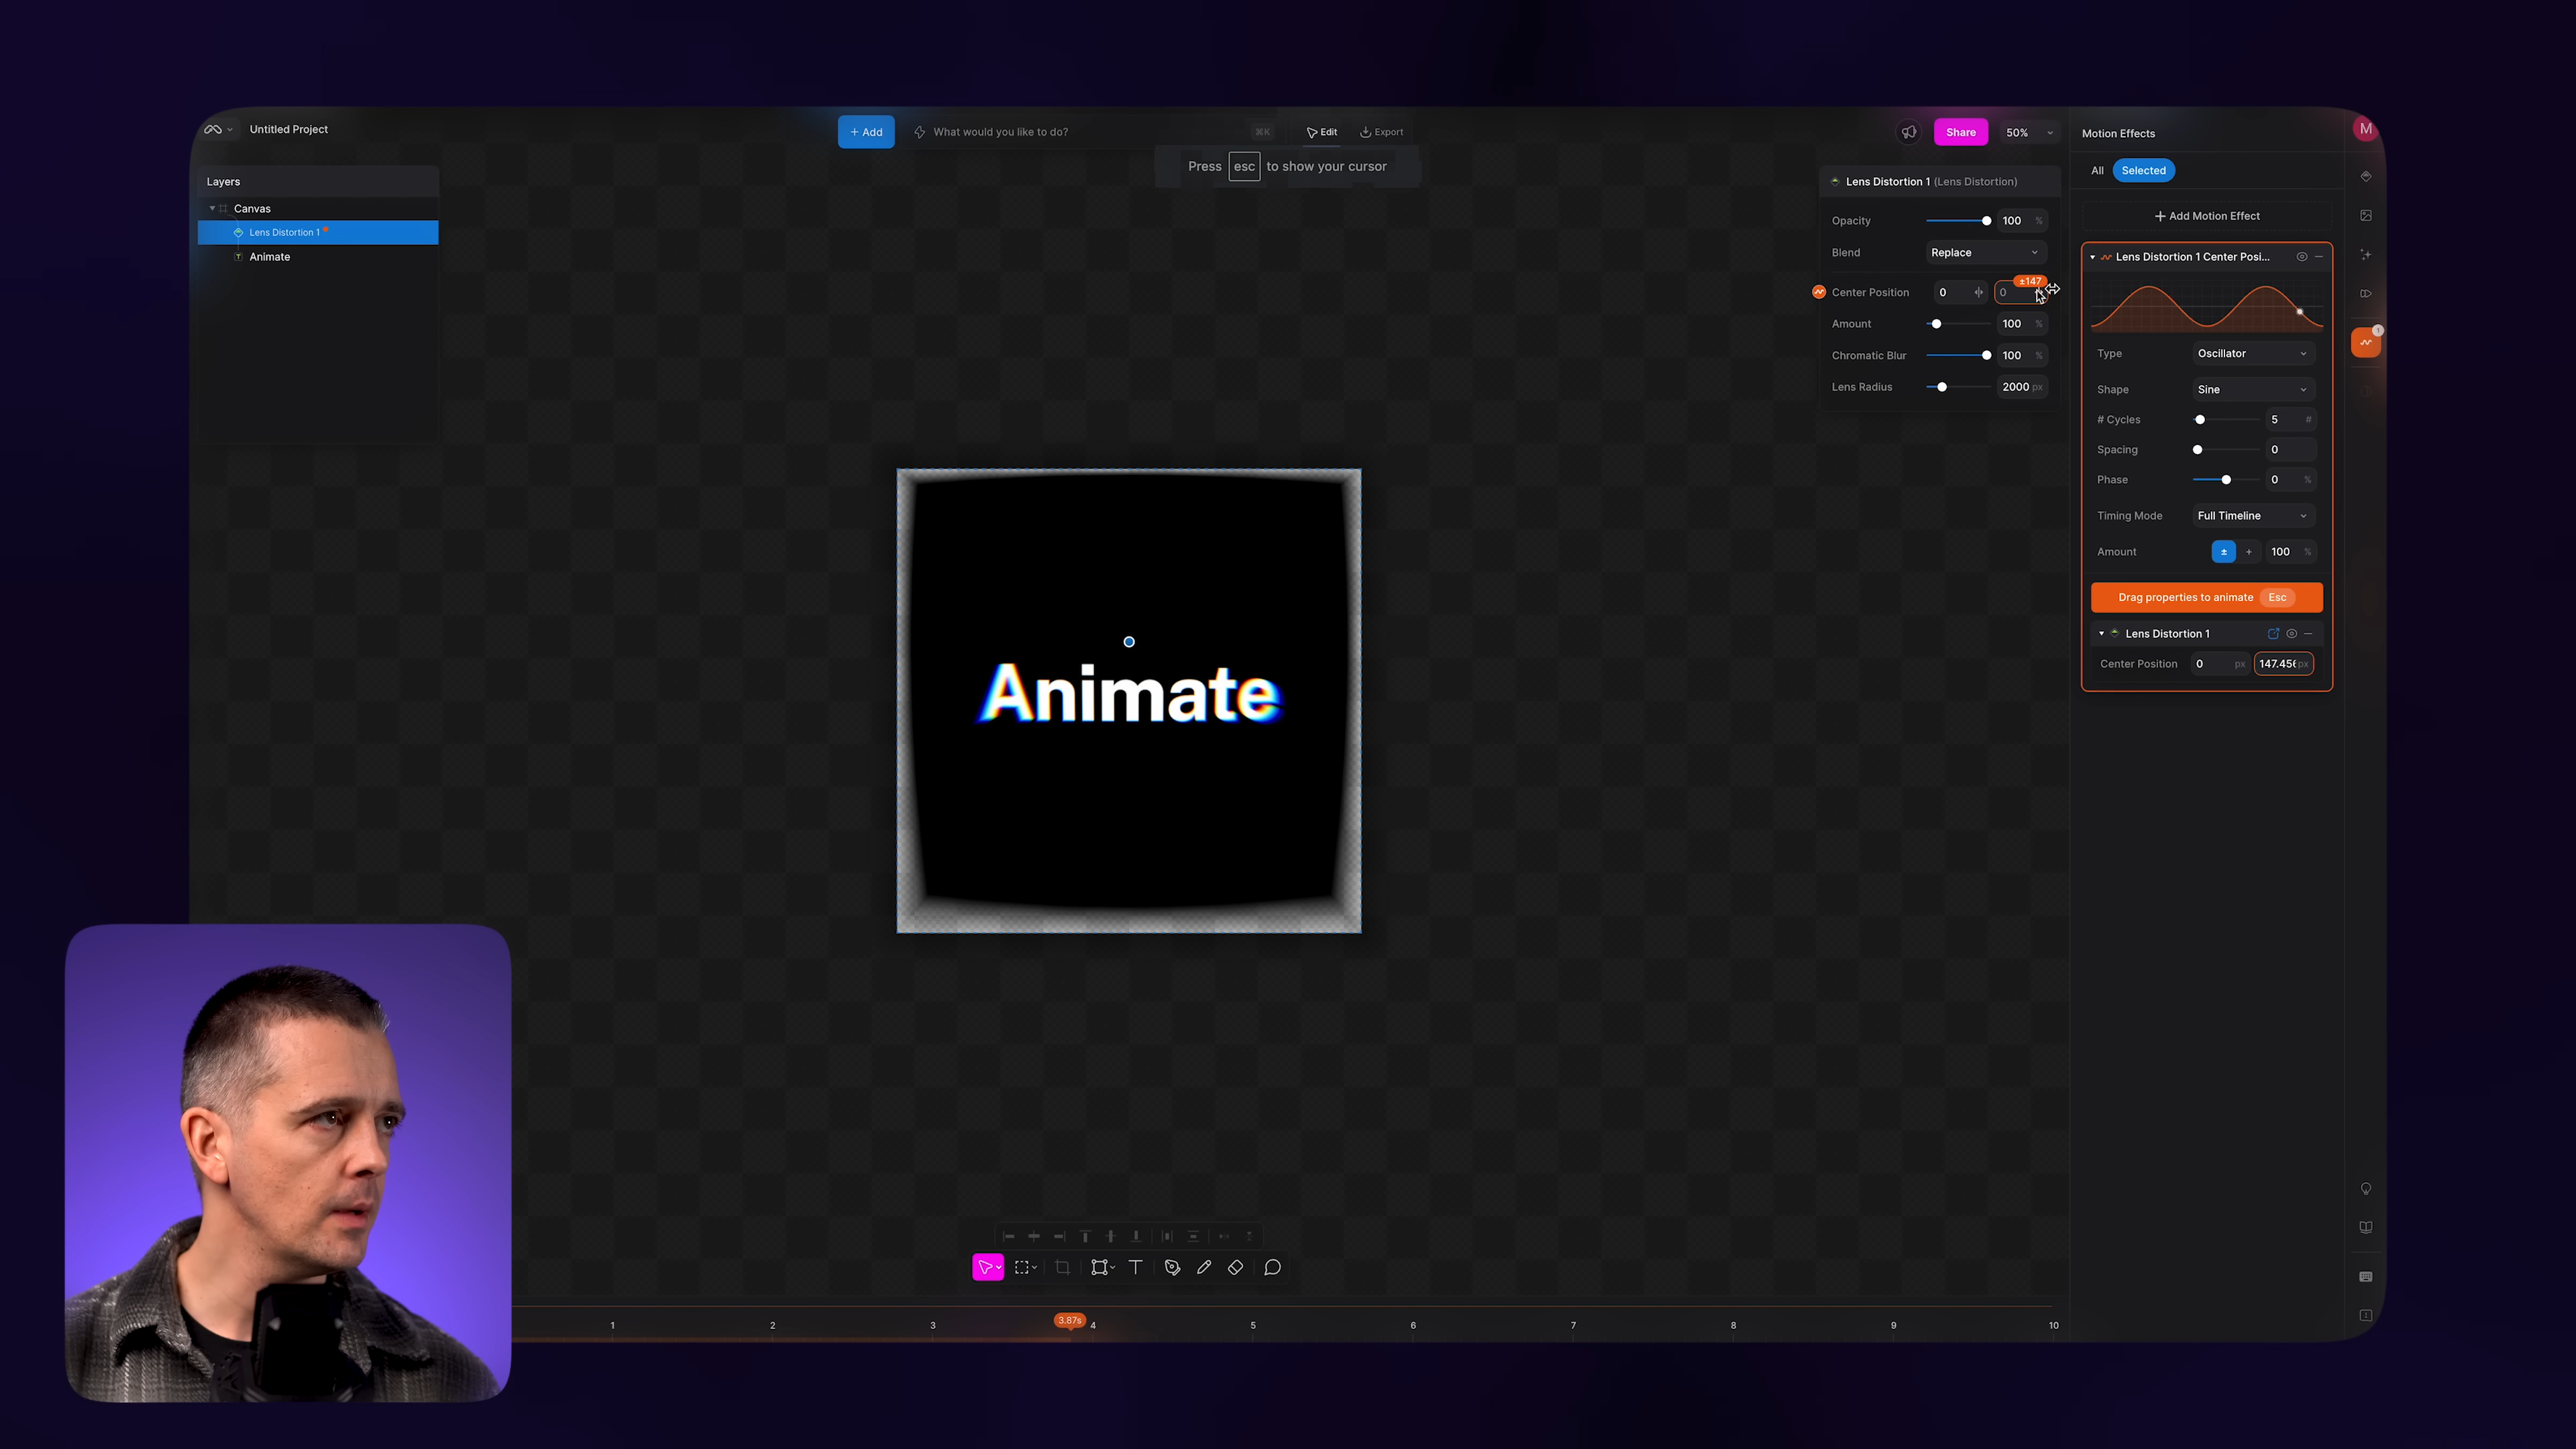 Untitled Project
+ Add
What would you like to do?
⌘K
Edit
Export
Share
50%
Motion Effects
M
Press esc to show your cursor
Layers
Canvas
Lens Distortion 1
Animate
Lens Distortion 1 (Lens Distortion)
Opacity 100 %
Blend Replace
±147
Center Position 0 0
Amount 100 %
Chromatic Blur 100 %
Lens Radius 2000 px
All Selected
+ Add Motion Effect
Lens Distortion 1 Center Posi...
1
Type Oscillator
Shape Sine
# Cycles 5 #
Spacing 0
Phase 0 %
Timing Mode Full Timeline
Amount ± + 100 %
Drag properties to animate Esc
Lens Distortion 1
Center Position 0 px 147.456 px
Animate
3.87s
1 2 3 4 5 6 7 8 9 10